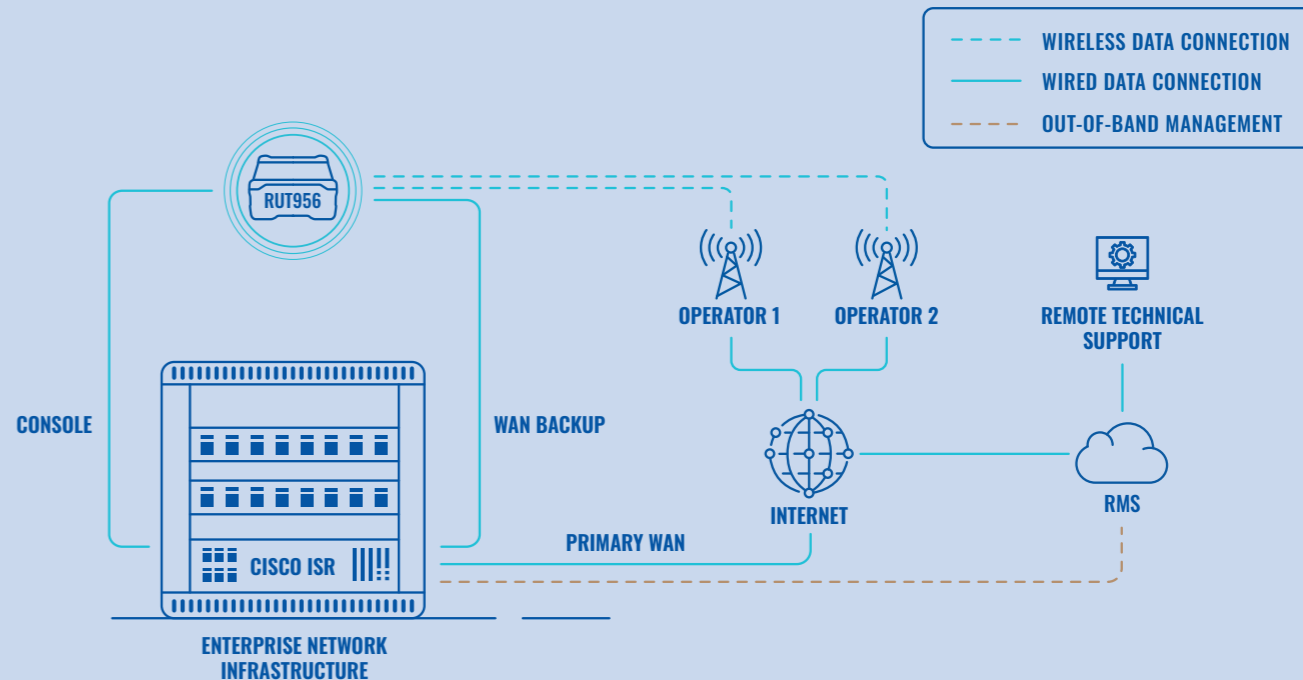 WIRELESS DATA CONNECTION
WIRED DATA CONNECTION
OUT-OF-BAND MANAGEMENT
RUT956
OPERATOR 1
OPERATOR 2
REMOTE TECHNICAL
SUPPORT
CONSOLE
WAN BACKUP
INTERNET
RMS
PRIMARY WAN
CISCO ISR
ENTERPRISE NETWORK
INFRASTRUCTURE